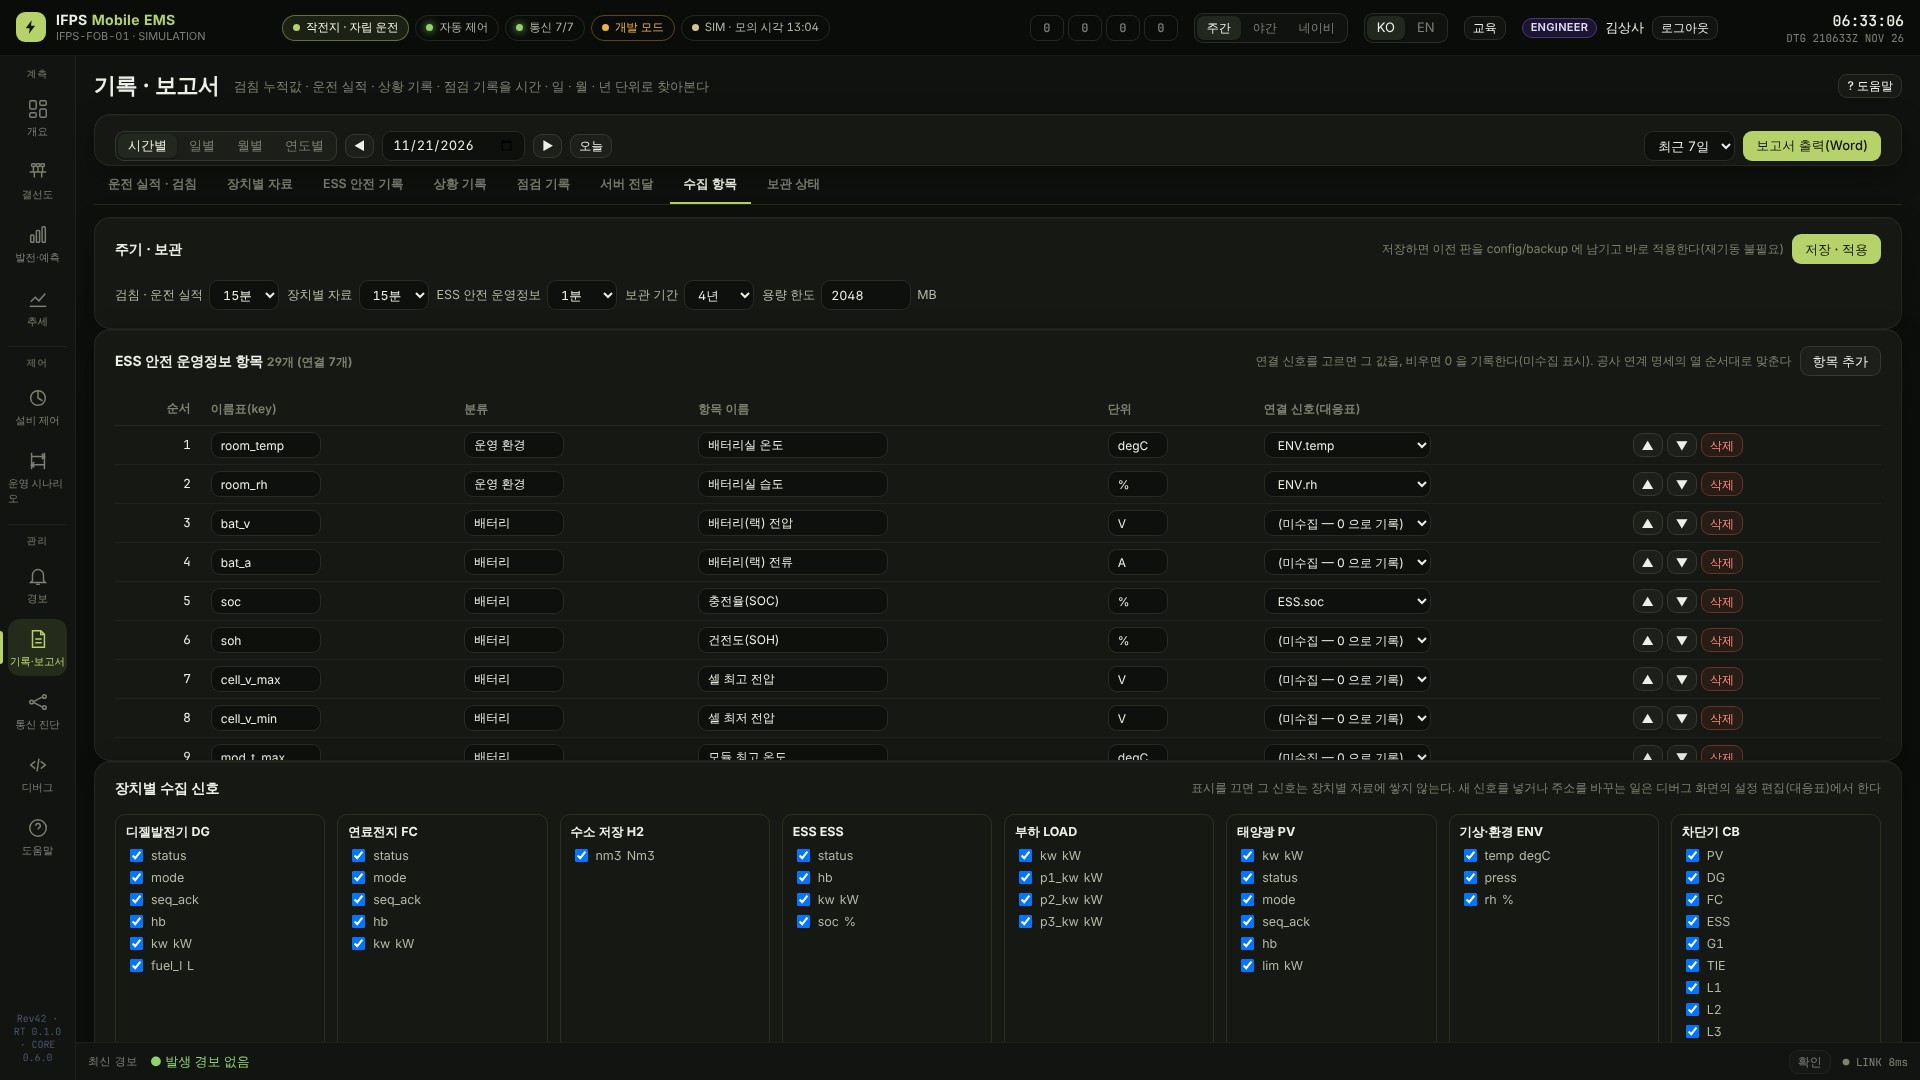 IFPS Mobile EMS
IFPS-FOB-01 · SIMULATION
작전지 · 자립 운전
자동 제어
통신 7/7
개발 모드
SIM · 모의 시각 13:04
0 0 0 0
주간 야간 네이비
KO EN
교육
ENGINEER 김상사 로그아웃
06:33:06
DTG 210633Z NOV 26
계측
개요
결선도
발전·예측
추세
제어
설비 제어
운영 시나리오
관리
경보
기록·보고서
통신 진단
디버그
도움말
Rev42 ·
RT 0.1.0
· CORE
0.6.0
기록 · 보고서
검침 누적값 · 운전 실적 · 상황 기록 · 점검 기록을 시간 · 일 · 월 · 년 단위로 찾아본다
? 도움말
시간별 일별 월별 연도별 ◀ 11/21/2026 ▶ 오늘
최근 7일 보고서 출력(Word)
운전 실적 · 검침 장치별 자료 ESS 안전 기록 상황 기록 점검 기록 서버 전달 수집 항목 보관 상태
주기 · 보관
저장하면 이전 판을 config/backup 에 남기고 바로 적용한다(재기동 불필요) 저장 · 적용
검침 · 운전 실적 15분 장치별 자료 15분 ESS 안전 운영정보 1분 보관 기간 4년 용량 한도 2048 MB
ESS 안전 운영정보 항목 29개 (연결 7개)
연결 신호를 고르면 그 값을, 비우면 0 을 기록한다(미수집 표시). 공사 연계 명세의 열 순서대로 맞춘다 항목 추가
순서 이름표(key) 분류 항목 이름 단위 연결 신호(대응표)
1 room_temp 운영 환경 배터리실 온도 degC ENV.temp ▲ ▼ 삭제
2 room_rh 운영 환경 배터리실 습도 % ENV.rh ▲ ▼ 삭제
3 bat_v 배터리 배터리(랙) 전압 V (미수집 — 0 으로 기록) ▲ ▼ 삭제
4 bat_a 배터리 배터리(랙) 전류 A (미수집 — 0 으로 기록) ▲ ▼ 삭제
5 soc 배터리 충전율(SOC) % ESS.soc ▲ ▼ 삭제
6 soh 배터리 건전도(SOH) % (미수집 — 0 으로 기록) ▲ ▼ 삭제
7 cell_v_max 배터리 셀 최고 전압 V (미수집 — 0 으로 기록) ▲ ▼ 삭제
8 cell_v_min 배터리 셀 최저 전압 V (미수집 — 0 으로 기록) ▲ ▼ 삭제
9 mod_t_max 배터리 모듈 최고 온도 degC (미수집 — 0 으로 기록) ▲ ▼ 삭제
장치별 수집 신호
표시를 끄면 그 신호는 장치별 자료에 쌓지 않는다. 새 신호를 넣거나 주소를 바꾸는 일은 디버그 화면의 설정 편집(대응표)에서 한다
디젤발전기 DG
status
mode
seq_ack
hb
kw kW
fuel_l L
연료전지 FC
status
mode
seq_ack
hb
kw kW
수소 저장 H2
nm3 Nm3
ESS ESS
status
hb
kw kW
soc %
부하 LOAD
kw kW
p1_kw kW
p2_kw kW
p3_kw kW
태양광 PV
kw kW
status
mode
seq_ack
hb
lim kW
기상·환경 ENV
temp degC
press
rh %
차단기 CB
PV
DG
FC
ESS
G1
TIE
L1
L2
L3
최신 경보 발생 경보 없음
확인 LINK 8ms